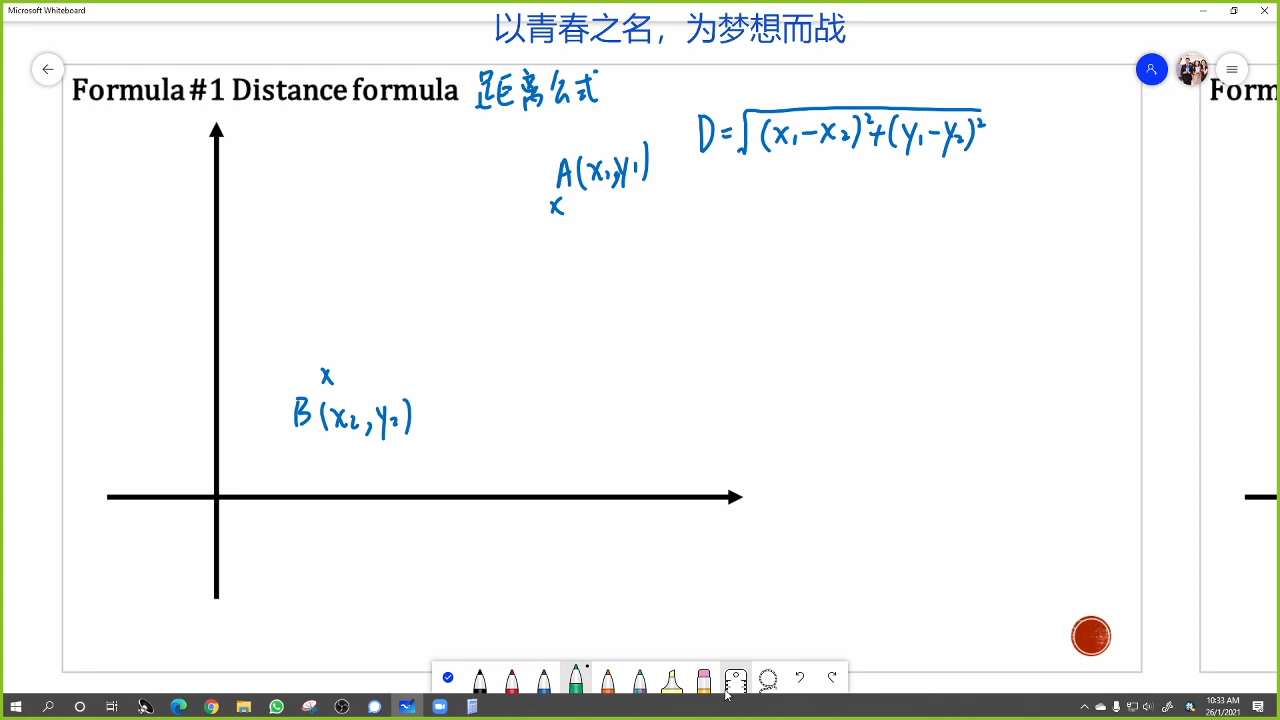 Microsoft Whiteboard
以青春之名，为梦想而战
Formula #1 Distance formula 距离公式
Form
D = √(x₁-x₂)²+(y₁-y₂)²
A(x₁,y₁)
x
x
B(x₂,y₂)
10:33 AM
26/1/2021